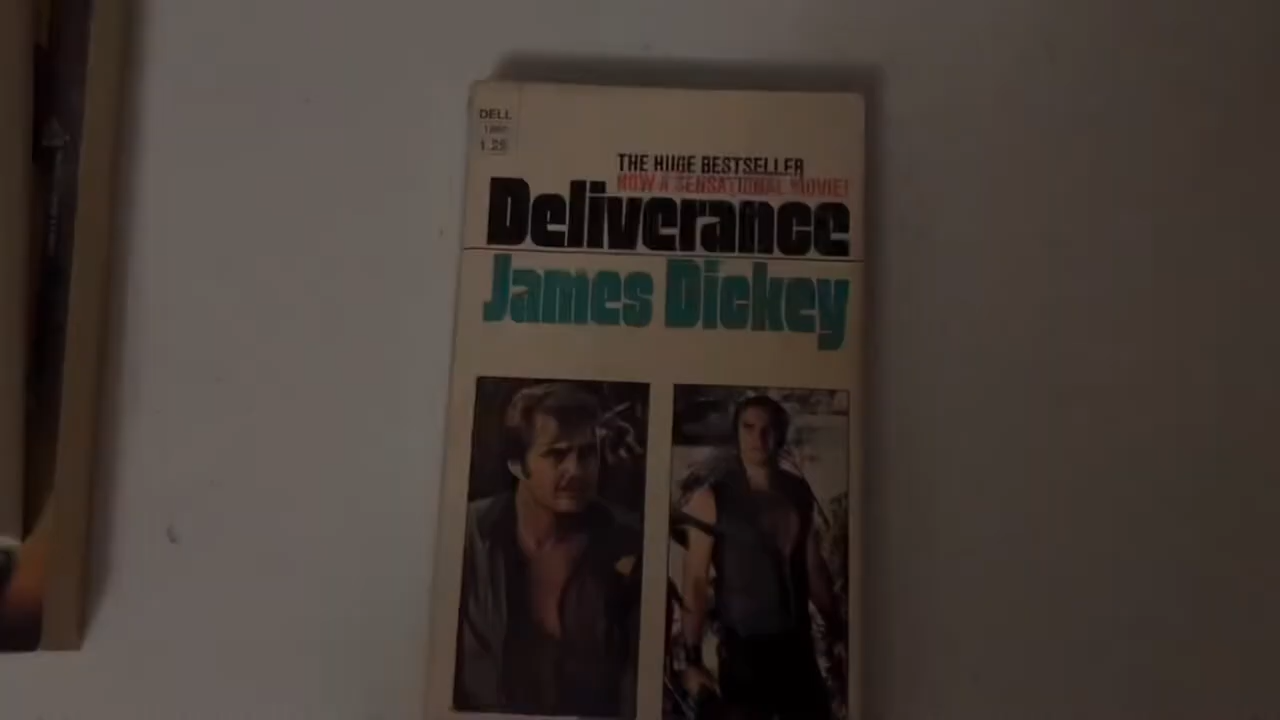 DELL
1.25
THE HUGE BESTSELLER
NOW A SENSATIONAL MOVIE!
Deliverance
James Dickey